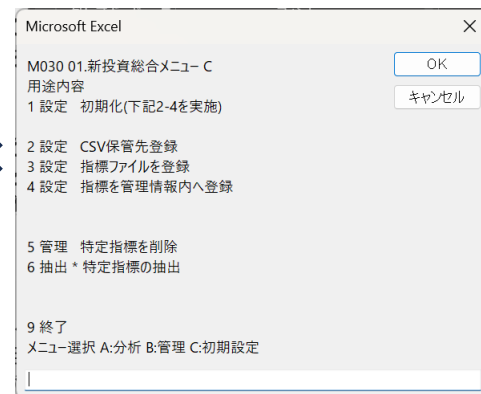 Microsoft Excel
M030 01.新投資総合メニュー C
OK
用途内容
キャンセル
1 設定 初期化(下記2-4を実施)
2 設定 CSV保管先登録
3 設定 指標ファイルを登録
4 設定 指標を管理情報内へ登録
5 管理 特定指標を削除
6 抽出 * 特定指標の抽出
9 終了
メニュー選択 A:分析 B:管理 C:初期設定